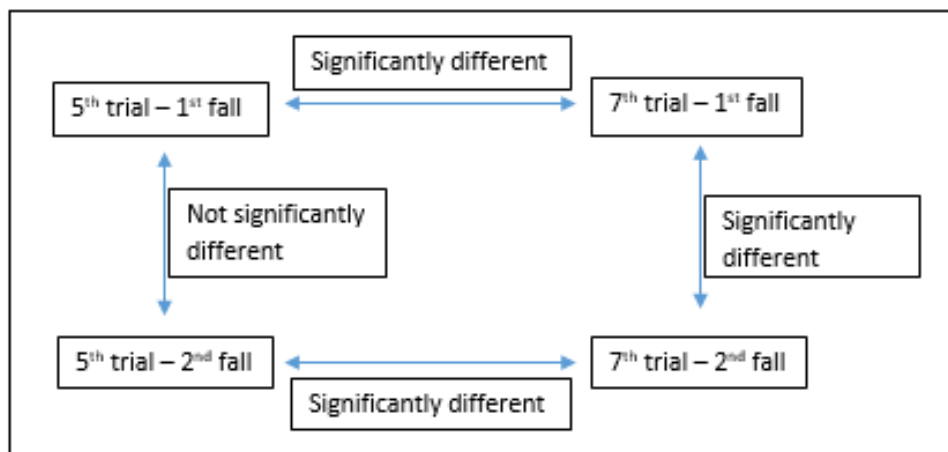 Significantly different
5th trial – 1st fall
7th trial – 1st fall
Not significantly
different
Significantly
different
5th trial – 2nd fall
7th trial – 2nd fall
Significantly different